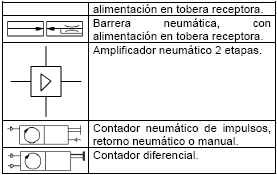 alimentación en tobera receptora.
Barrera neumática, con
alimentación en tobera receptora.
Amplificador neumático 2 etapas.
Contador neumático de impulsos,
retorno neumático o manual.
Contador diferencial.